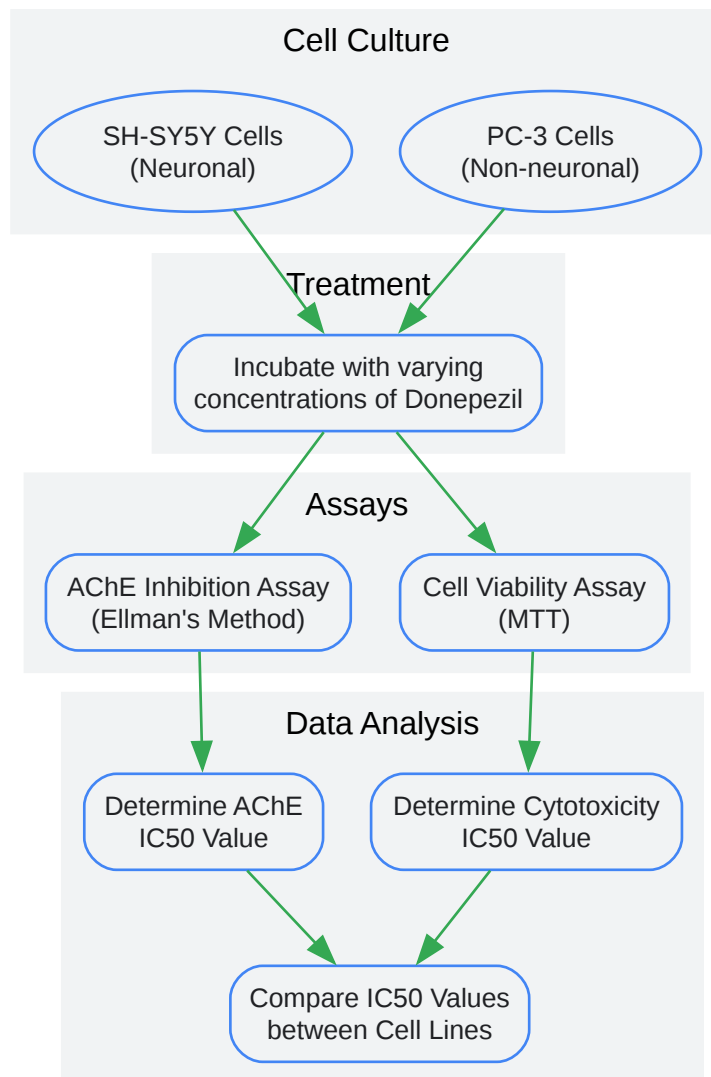 Cell Culture
SH-SY5Y Cells
(Neuronal)
PC-3 Cells
(Non-neuronal)
Treatment
Incubate with varying
concentrations of Donepezil
Assays
AChE Inhibition Assay
(Ellman's Method)
Cell Viability Assay
(MTT)
Data Analysis
Determine AChE
IC50 Value
Determine Cytotoxicity
IC50 Value
Compare IC50 Values
between Cell Lines